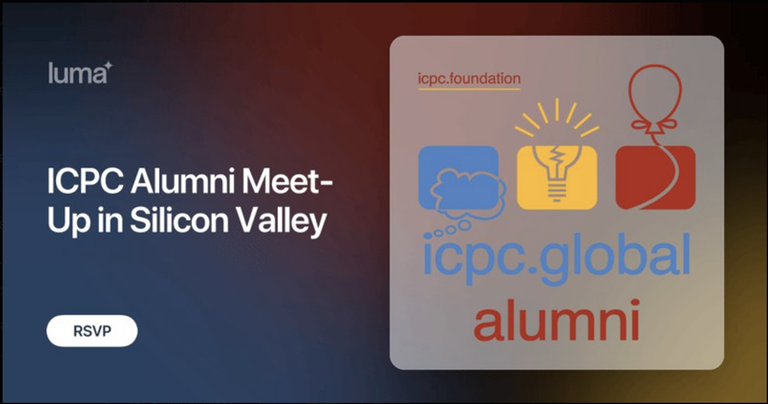 luma
ICPC Alumni Meet-
Up in Silicon Valley
RSVP
icpc.foundation
icpc.global
alumni